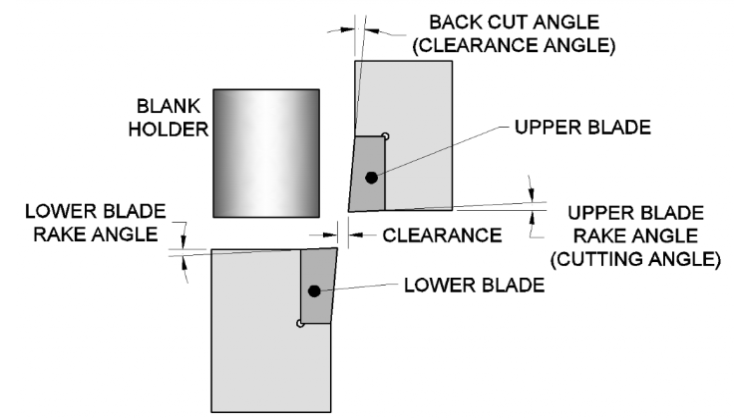 BACK CUT ANGLE
(CLEARANCE ANGLE)
BLANK
HOLDER
UPPER BLADE
LOWER BLADE
RAKE ANGLE
CLEARANCE
UPPER BLADE
RAKE ANGLE
(CUTTING ANGLE)
LOWER BLADE